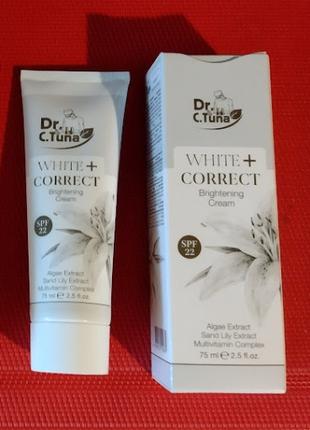 Dr.
C.Tuna
WHITE +
CORRECT
Brightening
Cream
SPF
22
Algae Extract
Sand Lily Extract
Multivitamin Complex
75 ml ℮ 2.5 fl.oz.
Dr.
C.Tuna
WHITE +
CORRECT
Brightening
Cream
SPF
22
Algae Extract
Sand Lily Extract
Multivitamin Complex
75 ml ℮ 2.5 fl.oz.